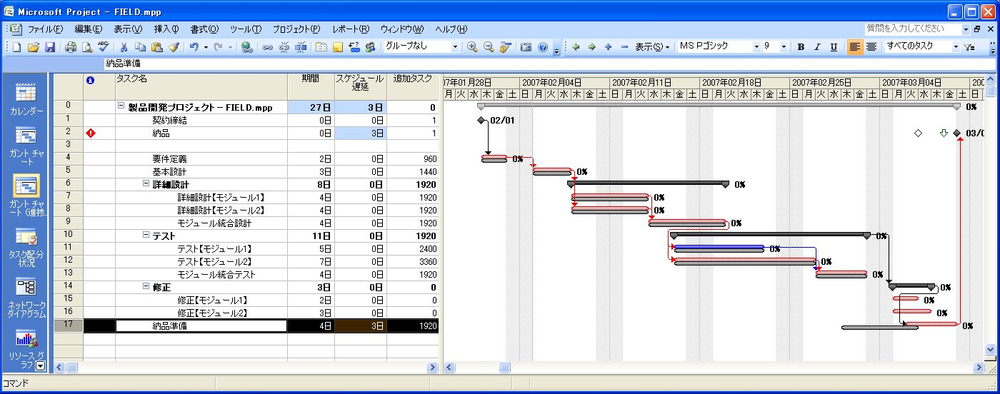 Microsoft Project - FIELD.mpp
ファイル(F) 編集(E) 表示(V) 挿入(I) 書式(O) ツール(T) プロジェクト(P) レポート(R) ウィンドウ(W) ヘルプ(H) 質問を入力してください
グループなし 表示(S) MS Pゴシック 9 B I U すべてのタスク
納品準備
カレンダー
ガント チャート
ガント チャート (進捗...
タスク配分状況
ネットワーク ダイアグラム
リソース グラフ
タスク名 期間 スケジュール遅延 追加タスク
0 製品開発プロジェクト－FIELD.mpp 27日 3日 0
1 契約締結 0日 0日 1
2 納品 0日 3日 1
3
4 要件定義 2日 0日 960
5 基本設計 3日 0日 1440
6 詳細設計 8日 0日 1920
7 詳細設計【モジュール1】 4日 0日 1920
8 詳細設計【モジュール2】 4日 0日 1920
9 モジュール統合設計 4日 0日 1920
10 テスト 11日 0日 1920
11 テスト【モジュール1】 5日 0日 2400
12 テスト【モジュール2】 7日 0日 3360
13 モジュール統合テスト 4日 0日 1920
14 修正 3日 0日 0
15 修正【モジュール1】 2日 0日 0
16 修正【モジュール2】 3日 0日 0
17 納品準備 4日 3日 1920
07年01月28日 2007年02月04日 2007年02月11日 2007年02月18日 2007年02月25日 2007年03月04日 200
月 火 水 木 金 土 日 月 火 水 木 金 土 日 月 火 水 木 金 土 日 月 火 水 木 金 土 日 月 火 水 木 金 土 日 月 火 水 木 金 土 日 月
0%
02/01
03/0
0%
0%
0%
0%
0%
0%
0%
0%
0%
0%
0%
0%
0%
0%
コマンド